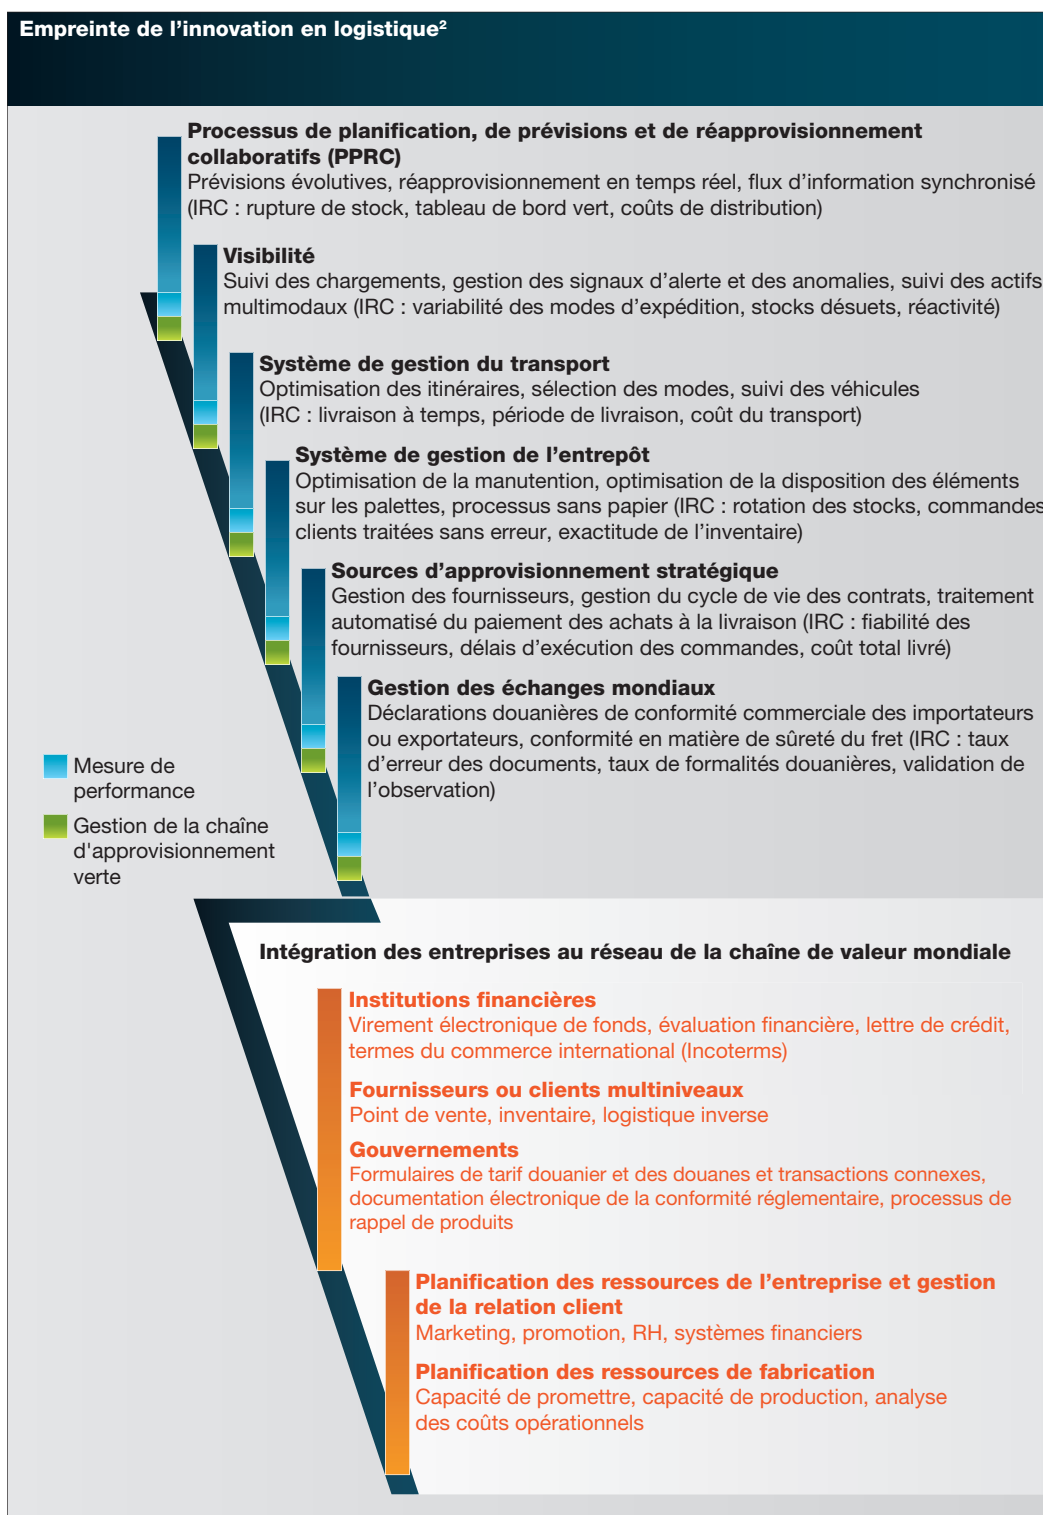 Empreinte de l’innovation en logistique²
Processus de planification, de prévisions et de réapprovisionnement
collaboratifs (PPRC)
Prévisions évolutives, réapprovisionnement en temps réel, flux d’information synchronisé
(IRC : rupture de stock, tableau de bord vert, coûts de distribution)
Visibilité
Suivi des chargements, gestion des signaux d’alerte et des anomalies, suivi des actifs
multimodaux (IRC : variabilité des modes d’expédition, stocks désuets, réactivité)
Système de gestion du transport
Optimisation des itinéraires, sélection des modes, suivi des véhicules
(IRC : livraison à temps, période de livraison, coût du transport)
Système de gestion de l’entrepôt
Optimisation de la manutention, optimisation de la disposition des éléments
sur les palettes, processus sans papier (IRC : rotation des stocks, commandes
clients traitées sans erreur, exactitude de l’inventaire)
Sources d’approvisionnement stratégique
Gestion des fournisseurs, gestion du cycle de vie des contrats, traitement
automatisé du paiement des achats à la livraison (IRC : fiabilité des
fournisseurs, délais d’exécution des commandes, coût total livré)
Gestion des échanges mondiaux
Déclarations douanières de conformité commerciale des importateurs
ou exportateurs, conformité en matière de sûreté du fret (IRC : taux
d’erreur des documents, taux de formalités douanières, validation de
l’observation)
Mesure de
performance
Gestion de la chaîne
d'approvisionnement
verte
Intégration des entreprises au réseau de la chaîne de valeur mondiale
Institutions financières
Virement électronique de fonds, évaluation financière, lettre de crédit,
termes du commerce international (Incoterms)
Fournisseurs ou clients multiniveaux
Point de vente, inventaire, logistique inverse
Gouvernements
Formulaires de tarif douanier et des douanes et transactions connexes,
documentation électronique de la conformité réglementaire, processus de
rappel de produits
Planification des ressources de l’entreprise et gestion
de la relation client
Marketing, promotion, RH, systèmes financiers
Planification des ressources de fabrication
Capacité de promettre, capacité de production, analyse
des coûts opérationnels